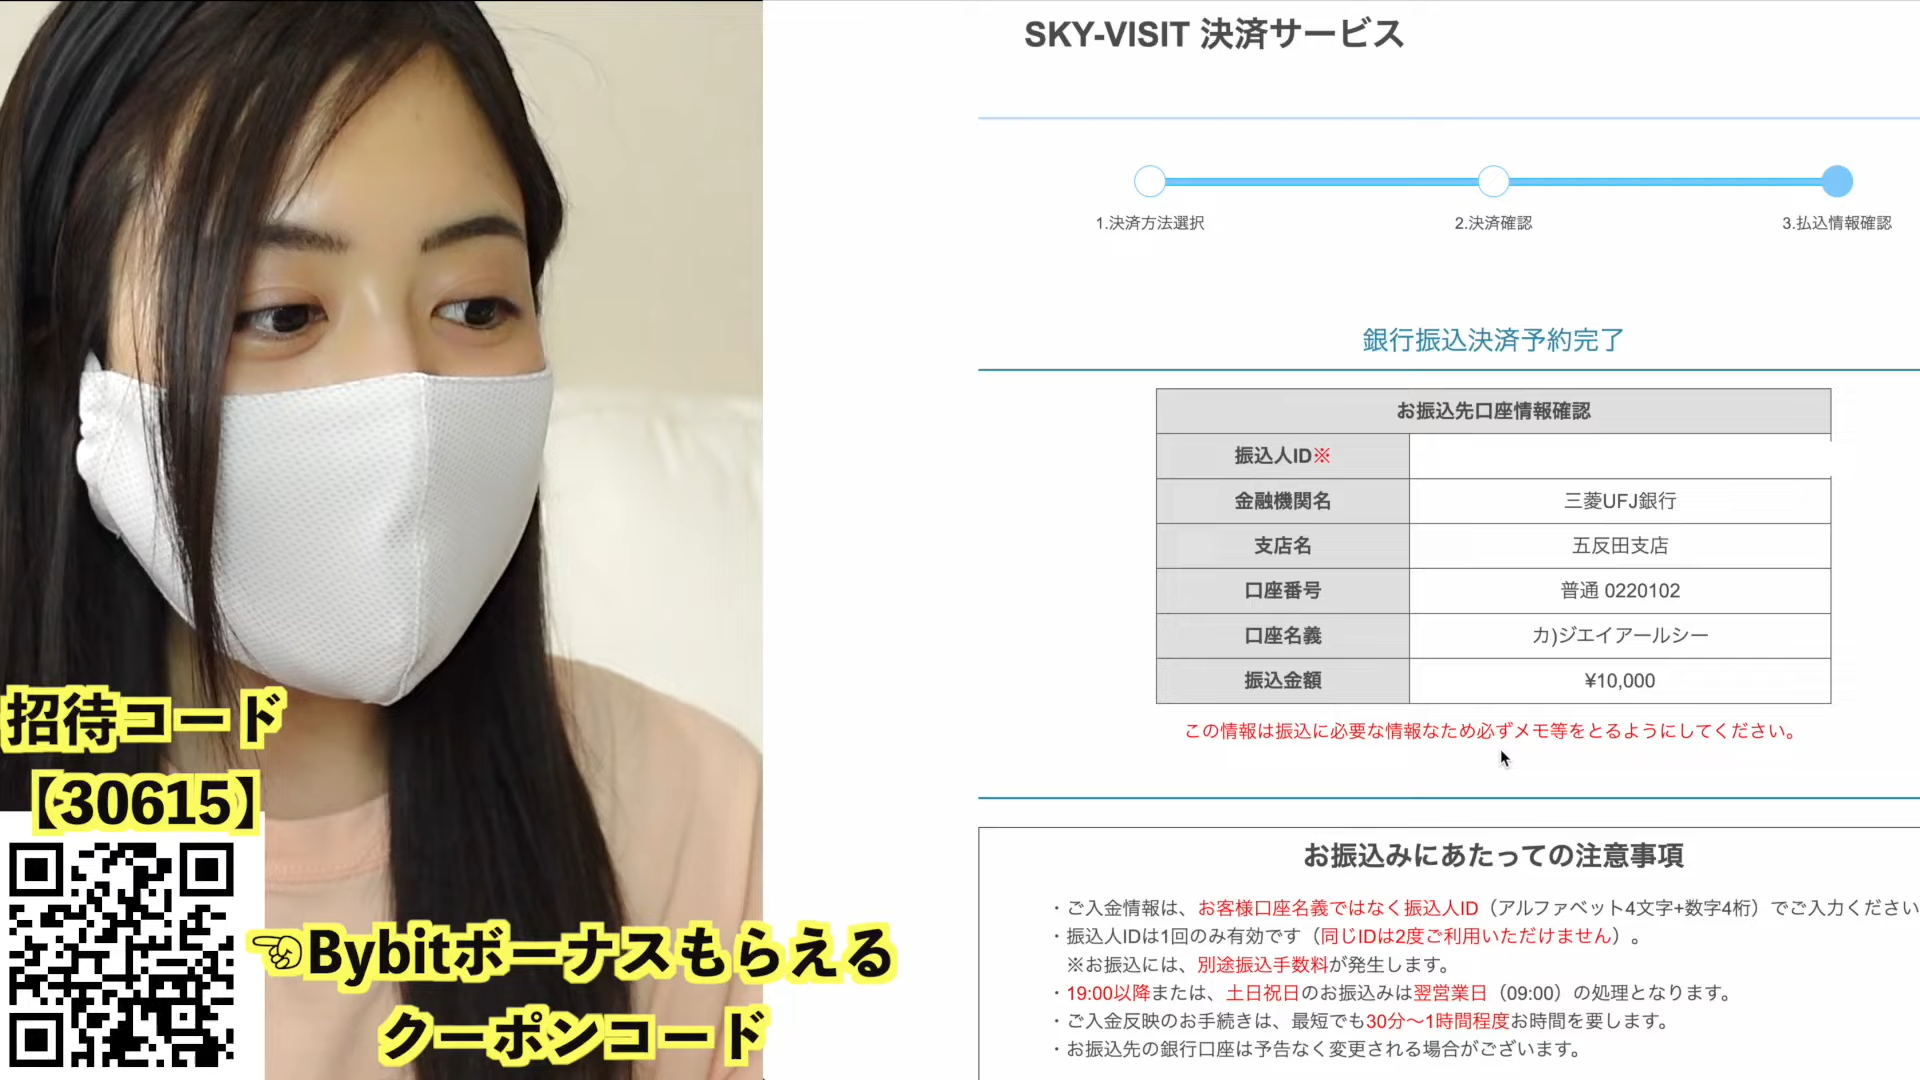 SKY-VISIT 決済サービス
1.決済方法選択
2.決済確認
3.払込情報確認
銀行振込決済予約完了
お振込先口座情報確認
振込人ID※
金融機関名 三菱UFJ銀行
支店名 五反田支店
口座番号 普通 0220102
口座名義 カ)ジエイアールシー
振込金額 ¥10,000
この情報は振込に必要な情報なため必ずメモ等をとるようにしてください。
お振込みにあたっての注意事項
・ご入金情報は、お客様口座名義ではなく振込人ID（アルファベット4文字+数字4桁）でご入力ください
・振込人IDは1回のみ有効です（同じIDは2度ご利用いただけません）。
※お振込には、別途振込手数料が発生します。
・19:00以降または、土日祝日のお振込みは翌営業日（09:00）の処理となります。
・ご入金反映のお手続きは、最短でも30分〜1時間程度お時間を要します。
・お振込先の銀行口座は予告なく変更される場合がございます。
招待コード
【30615】
☜Bybitボーナスもらえる
クーポンコード